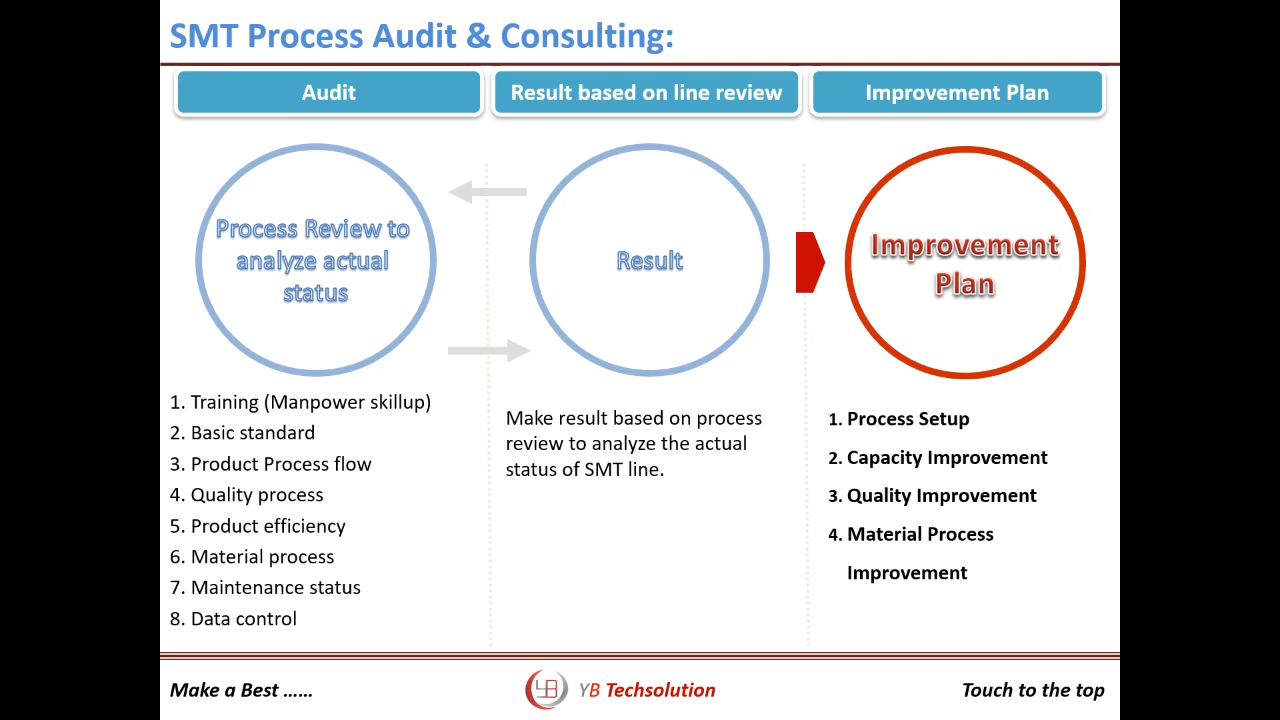 SMT Process Audit & Consulting:
Audit
Result based on line review
Improvement Plan
Process Review to
analyze actual
status
Result
Improvement
Plan
1. Training (Manpower skillup)
2. Basic standard
3. Product Process flow
4. Quality process
5. Product efficiency
6. Material process
7. Maintenance status
8. Data control
Make result based on process
review to analyze the actual
status of SMT line.
1. Process Setup
2. Capacity Improvement
3. Quality Improvement
4. Material Process
Improvement
Make a Best ......
YB YB Techsolution
Touch to the top